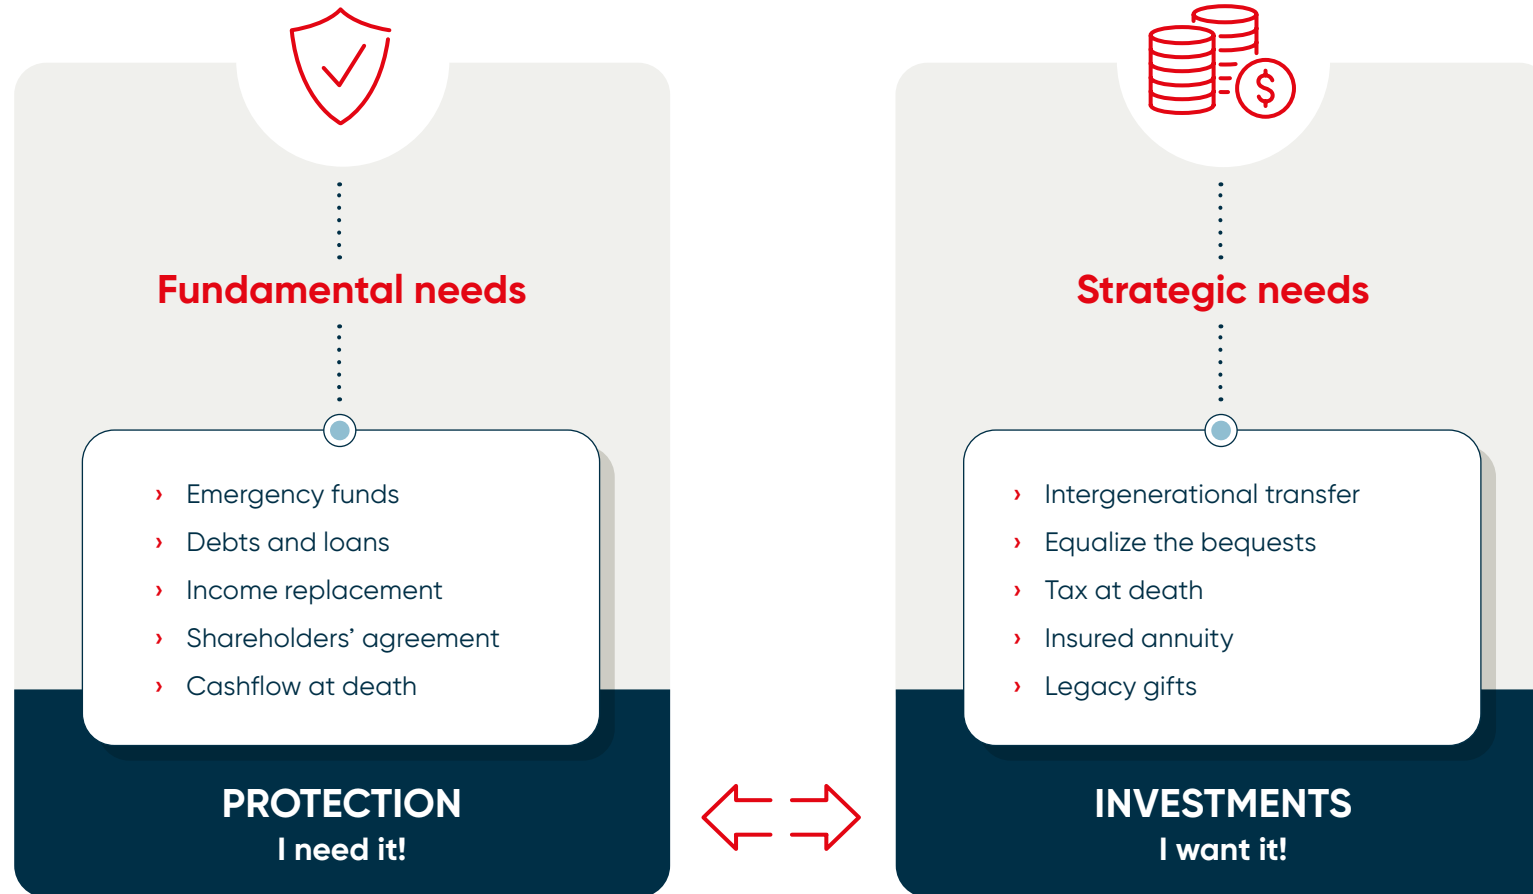 Fundamental needs
› Emergency funds
› Debts and loans
› Income replacement
› Shareholders’ agreement
› Cashflow at death
PROTECTION
I need it!
$
Strategic needs
› Intergenerational transfer
› Equalize the bequests
› Tax at death
› Insured annuity
› Legacy gifts
INVESTMENTS
I want it!